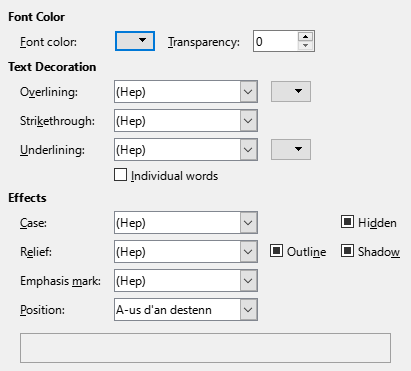 Font Color
Font color: Transparency: 0
Text Decoration
Overlining: (Hep)
Strikethrough: (Hep)
Underlining: (Hep)
Individual words
Effects
Case: (Hep) Hidden
Relief: (Hep) Outline Shadow
Emphasis mark: (Hep)
Position: A-us d'an destenn